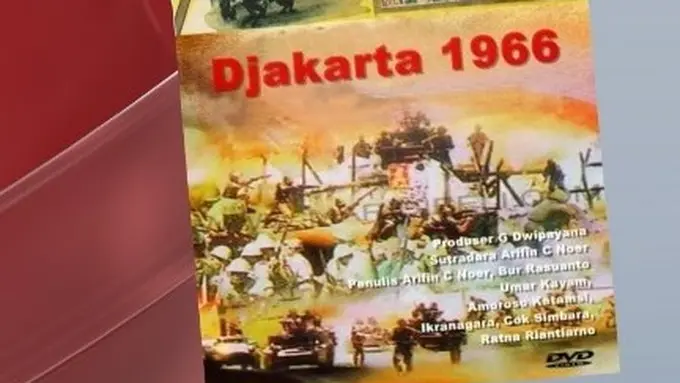 Djakarta 1966
Produser G Dwipayana
Sutradara Arifin C Noer
Penulis Arifin C Noer, Bur Rasuanto
Umar Kayam,
Amoroso Katamsi,
Ikranagara, Cok Simbara,
Ratna Riantiarno
DVD